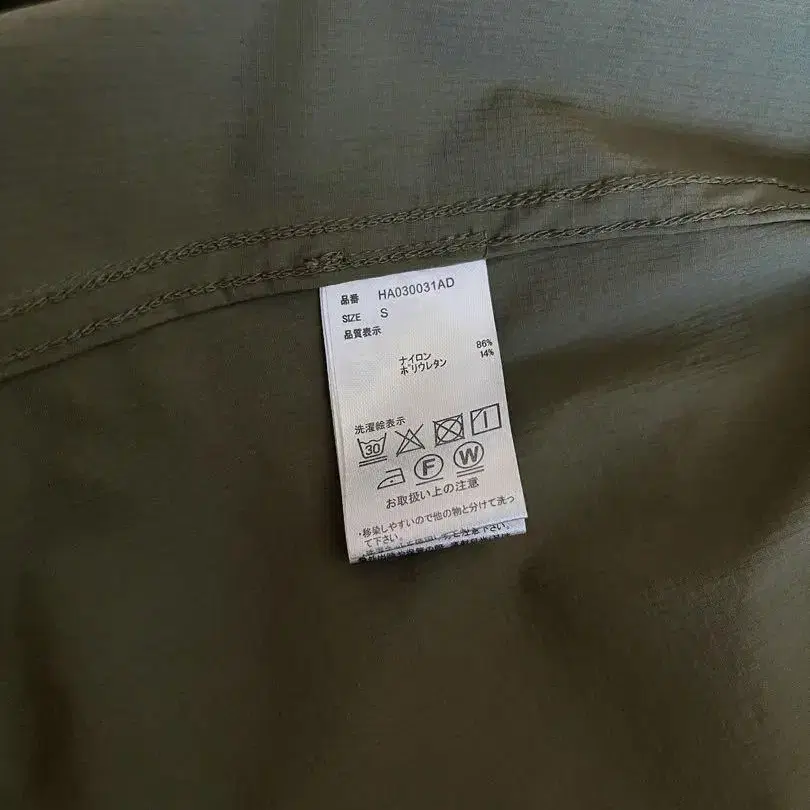 品番 HA030031AD
SIZE S
品質表示
ナイロン 86%
ポリウレタン 14%
洗濯絵表示
30
F W
お取扱い上の注意
・移染しやすいので他の物と分けて洗っ
て下さい。